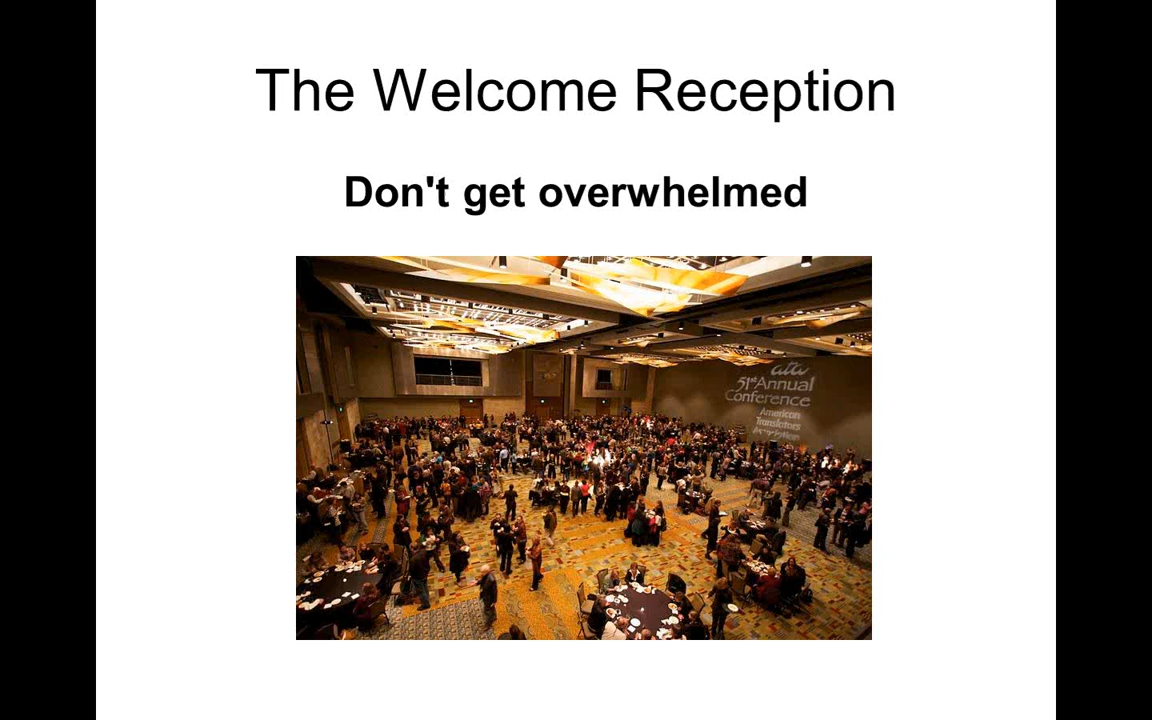 The Welcome Reception
Don't get overwhelmed
ata
51st Annual
Conference
American
Translators